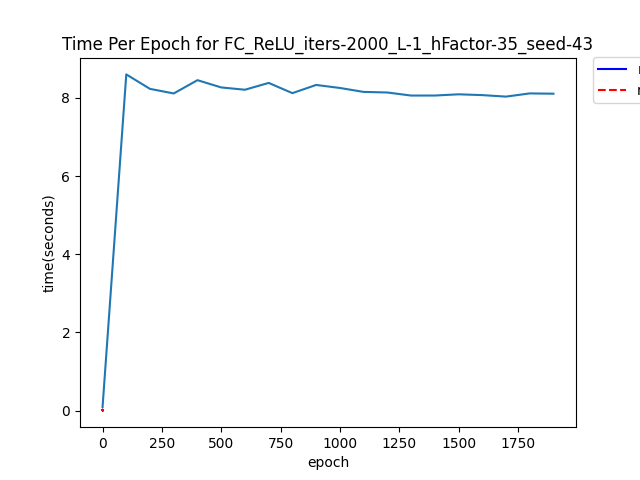 Time Per Epoch for FC_ReLU_iters-2000_L-1_hFactor-35_seed-43
8
6
4
2
0
time(seconds)
0 250 500 750 1000 1250 1500 1750
epoch